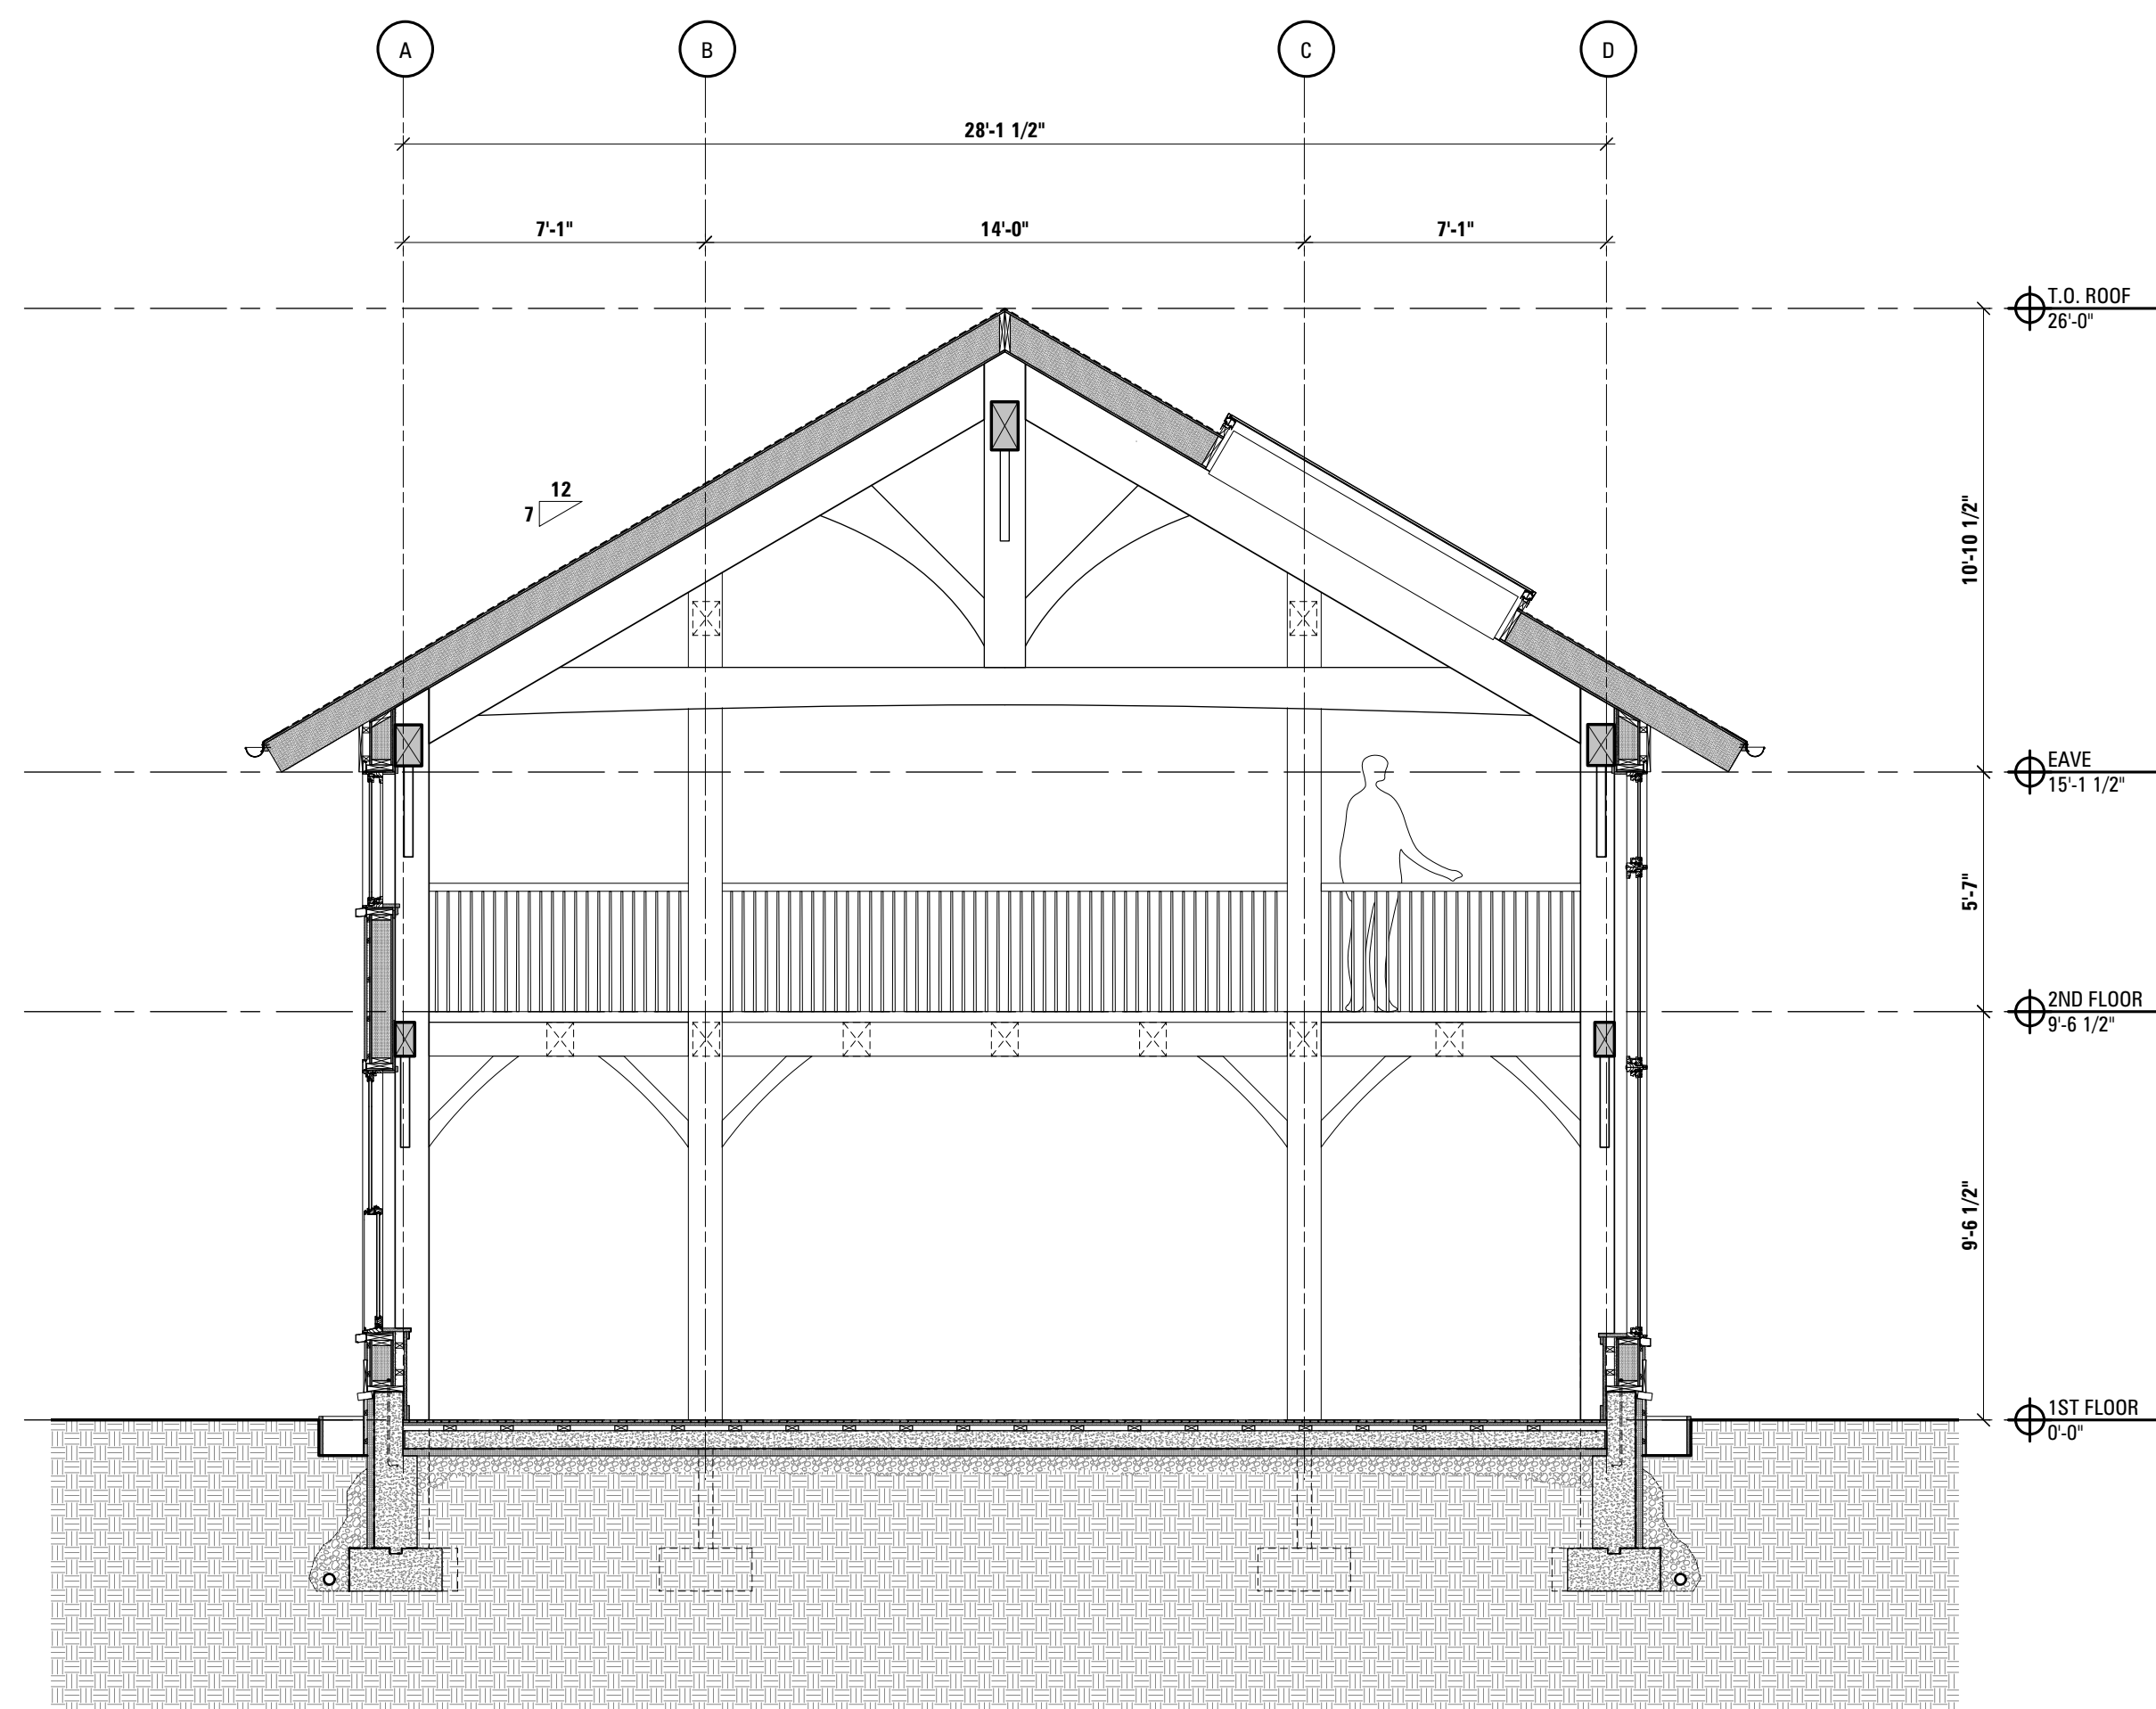 A
B
C
D
28'-1 1/2"
7'-1"
14'-0"
7'-1"
T.O. ROOF
26'-0"
12
7
10'-10 1/2"
EAVE
15'-1 1/2"
5'-7"
2ND FLOOR
9'-6 1/2"
9'-6 1/2"
1ST FLOOR
0'-0"